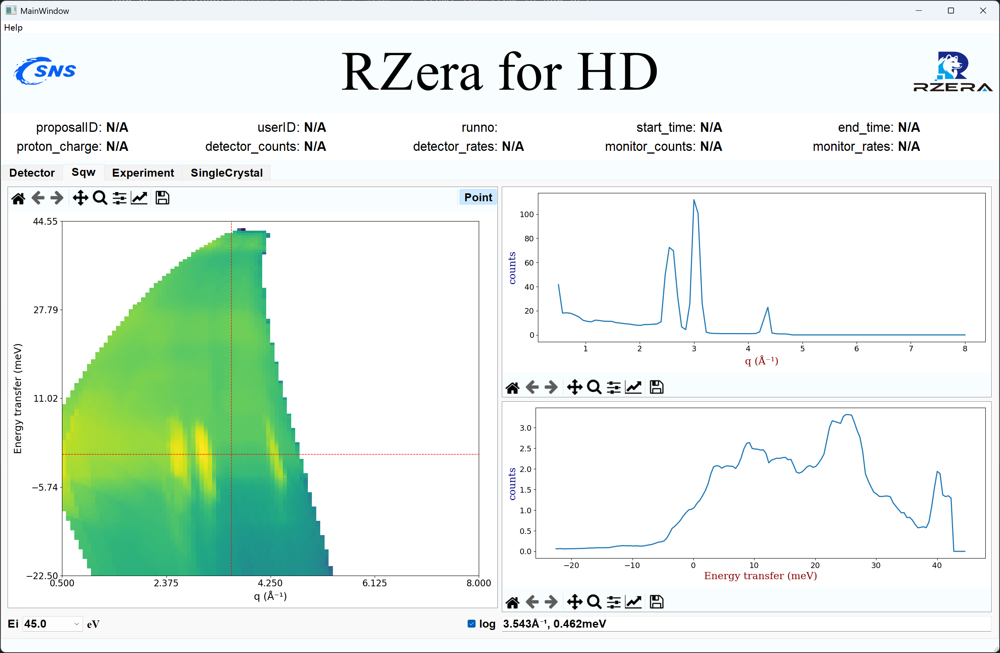 MainWindow
Help
CSNS
RZera for HD
RZERA
proposalID: N/A userID: N/A runno: start_time: N/A end_time: N/A
proton_charge: N/A detector_counts: N/A detector_rates: N/A monitor_counts: N/A monitor_rates: N/A
Detector Sqw Experiment SingleCrystal
Point
44.55
27.79
11.02
−5.74
−22.50
Energy transfer (meV)
0.500 2.375 4.250 6.125 8.000
q (Å⁻¹)
100
80
60
40
20
0
counts
1 2 3 4 5 6 7 8
q (Å⁻¹)
3.0
2.5
2.0
1.5
1.0
0.5
0.0
counts
−20 −10 0 10 20 30 40
Energy transfer (meV)
Ei 45.0 eV
log 3.543Å⁻¹, 0.462meV